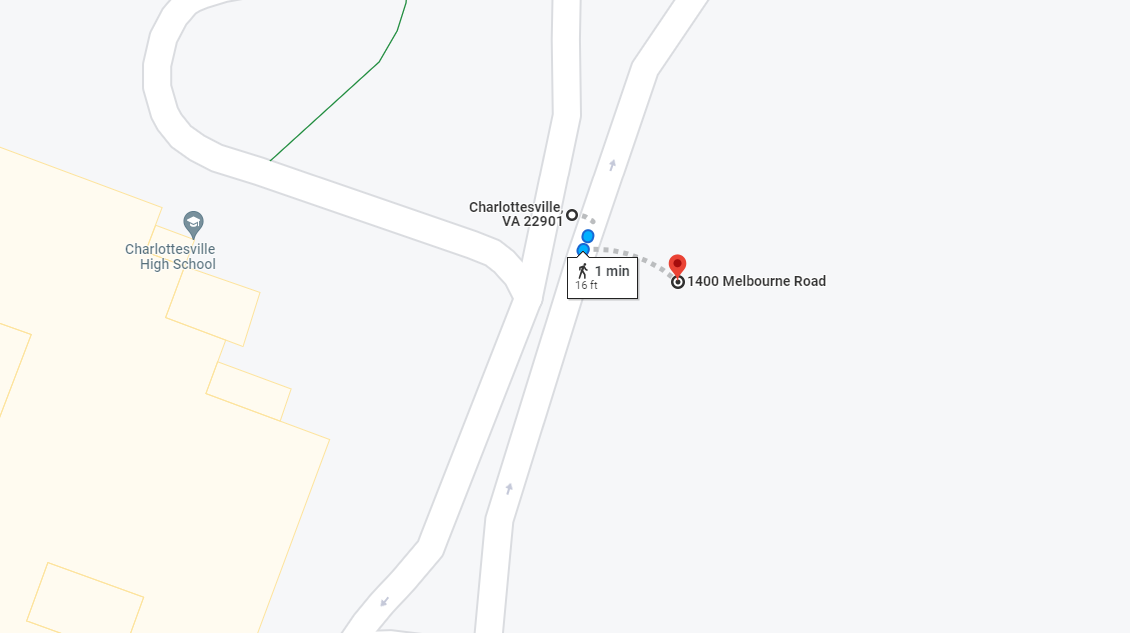 Charlottesville,
VA 22901
Charlottesville
High School
1 min
16 ft
1400 Melbourne Road